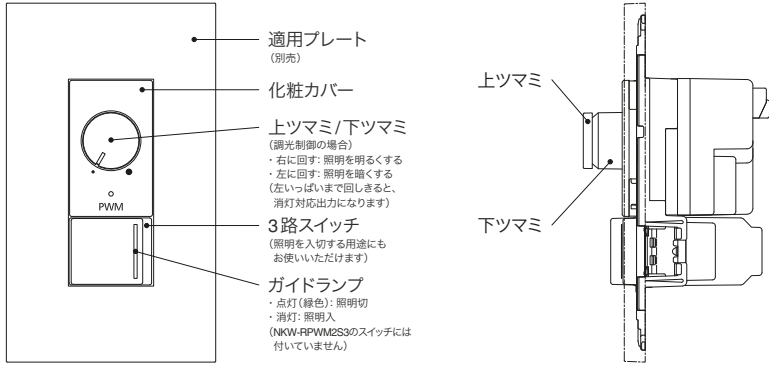 適用プレート
(別売)
化粧カバー
上ツマミ/下ツマミ
(調光制御の場合)
・右に回す: 照明を明るくする
・左に回す: 照明を暗くする
(左いっぱいまで回しきると、
消灯対応出力になります)
PWM
3路スイッチ
(照明を入切する用途にも
お使いいただけます)
ガイドランプ
・点灯(緑色): 照明切
・消灯: 照明入
(NKW-RPWM2S3のスイッチには
付いていません)
上ツマミ
下ツマミ